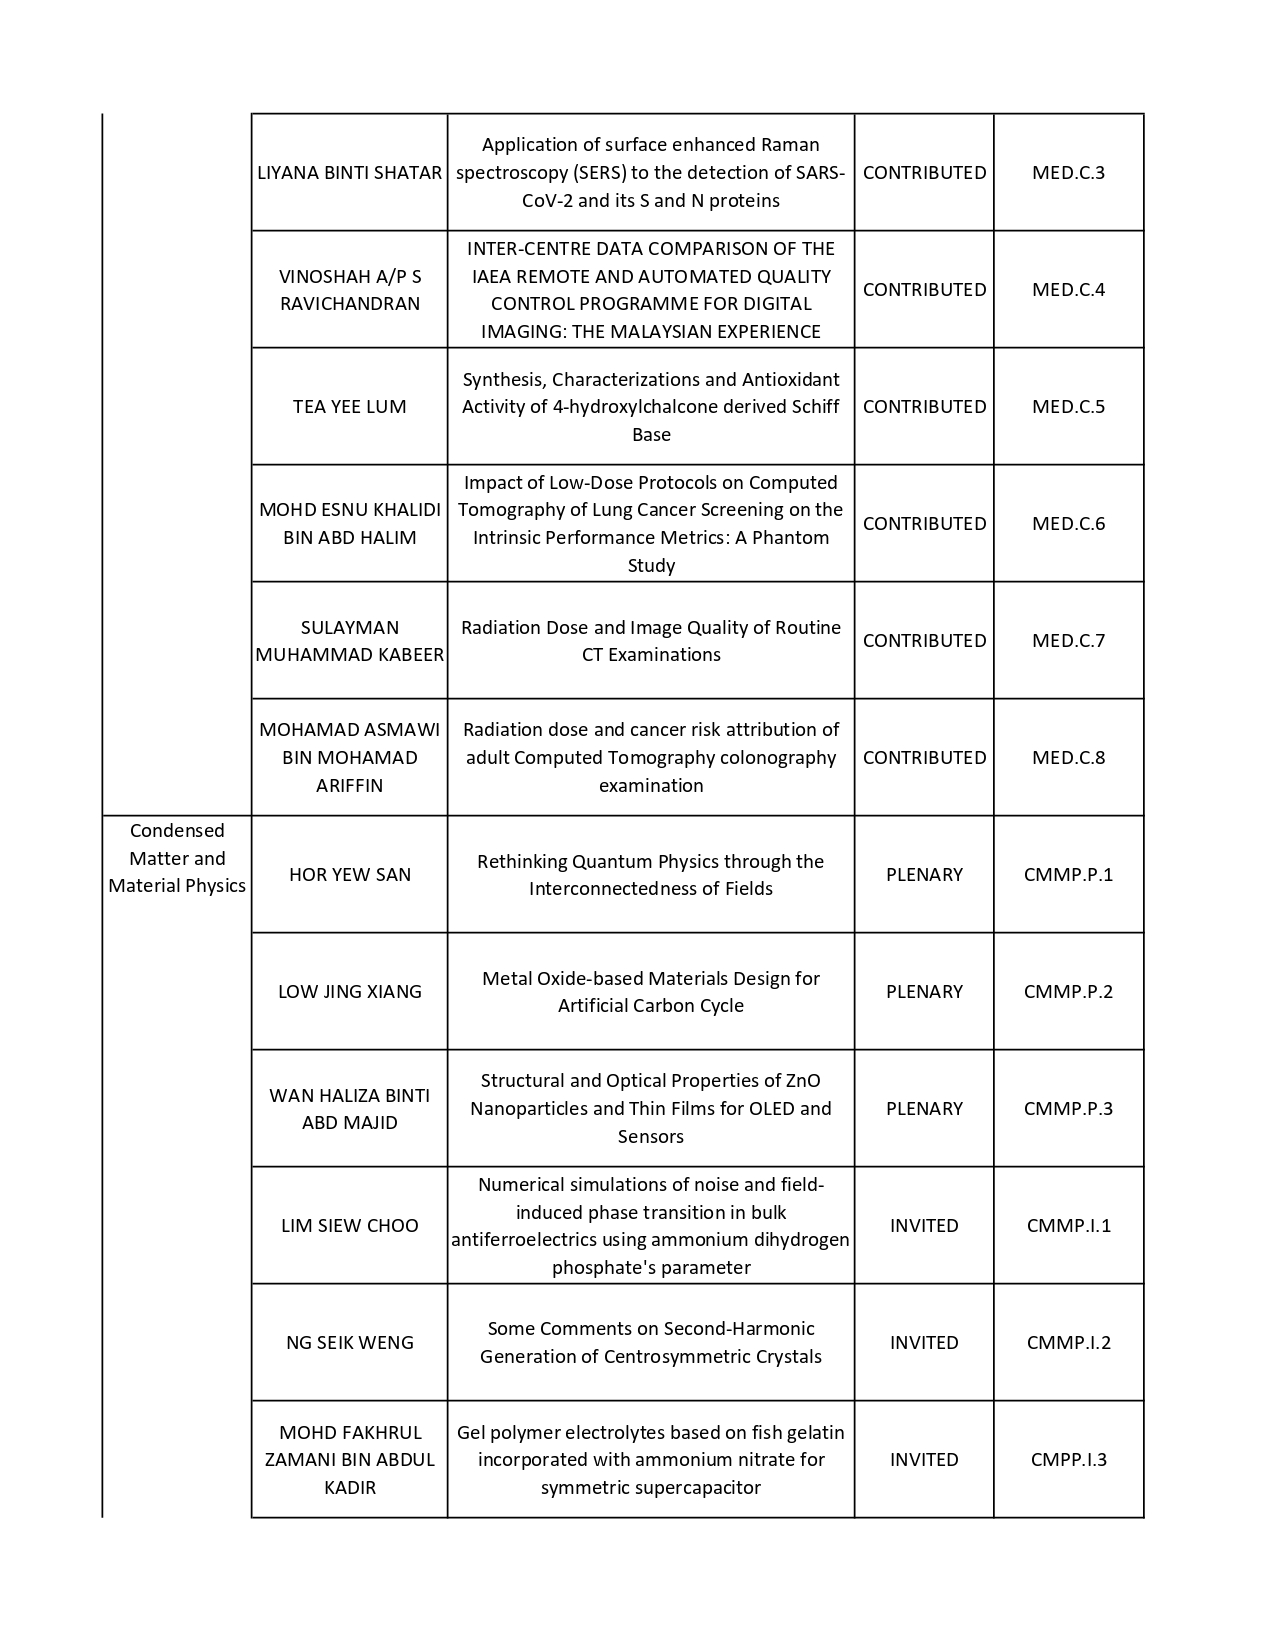 LIYANA BINTI SHATAR
Application of surface enhanced Raman
spectroscopy (SERS) to the detection of SARS-
CoV-2 and its S and N proteins
CONTRIBUTED
MED.C.3
VINOSHAH A/P S
RAVICHANDRAN
INTER-CENTRE DATA COMPARISON OF THE
IAEA REMOTE AND AUTOMATED QUALITY
CONTROL PROGRAMME FOR DIGITAL
IMAGING: THE MALAYSIAN EXPERIENCE
CONTRIBUTED
MED.C.4
TEA YEE LUM
Synthesis, Characterizations and Antioxidant
Activity of 4-hydroxylchalcone derived Schiff
Base
CONTRIBUTED
MED.C.5
MOHD ESNU KHALIDI
BIN ABD HALIM
Impact of Low-Dose Protocols on Computed
Tomography of Lung Cancer Screening on the
Intrinsic Performance Metrics: A Phantom
Study
CONTRIBUTED
MED.C.6
SULAYMAN
MUHAMMAD KABEER
Radiation Dose and Image Quality of Routine
CT Examinations
CONTRIBUTED
MED.C.7
MOHAMAD ASMAWI
BIN MOHAMAD
ARIFFIN
Radiation dose and cancer risk attribution of
adult Computed Tomography colonography
examination
CONTRIBUTED
MED.C.8
Condensed
Matter and
Material Physics
HOR YEW SAN
Rethinking Quantum Physics through the
Interconnectedness of Fields
PLENARY
CMMP.P.1
LOW JING XIANG
Metal Oxide-based Materials Design for
Artificial Carbon Cycle
PLENARY
CMMP.P.2
WAN HALIZA BINTI
ABD MAJID
Structural and Optical Properties of ZnO
Nanoparticles and Thin Films for OLED and
Sensors
PLENARY
CMMP.P.3
LIM SIEW CHOO
Numerical simulations of noise and field-
induced phase transition in bulk
antiferroelectrics using ammonium dihydrogen
phosphate's parameter
INVITED
CMMP.I.1
NG SEIK WENG
Some Comments on Second-Harmonic
Generation of Centrosymmetric Crystals
INVITED
CMMP.I.2
MOHD FAKHRUL
ZAMANI BIN ABDUL
KADIR
Gel polymer electrolytes based on fish gelatin
incorporated with ammonium nitrate for
symmetric supercapacitor
INVITED
CMPP.I.3